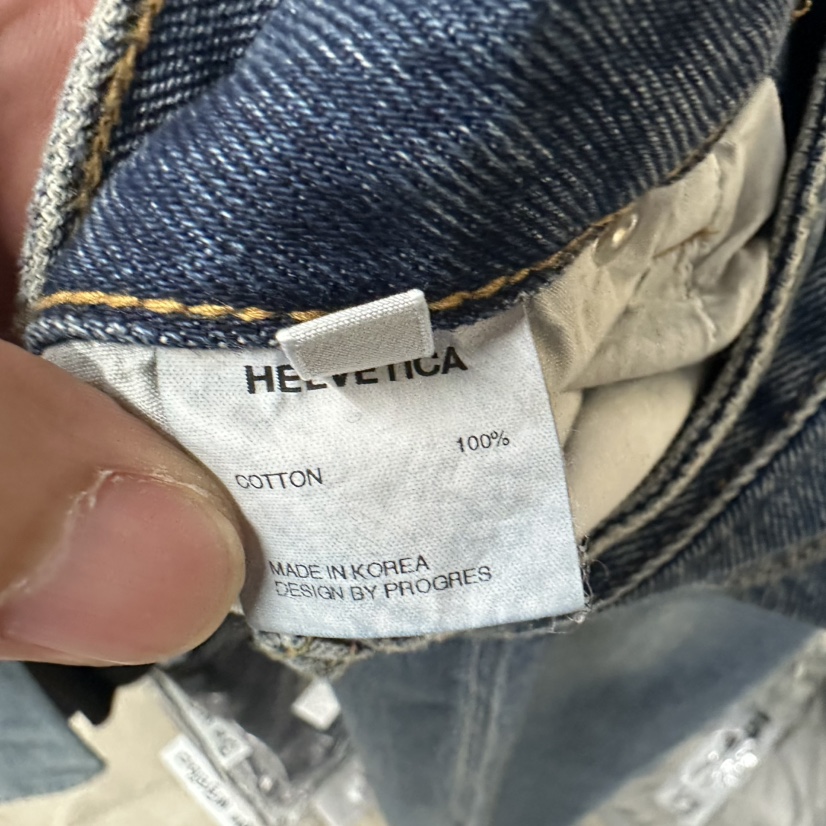 HELVETICA
100%
COTTON
MADE IN KOREA
DESIGN BY PROGRES